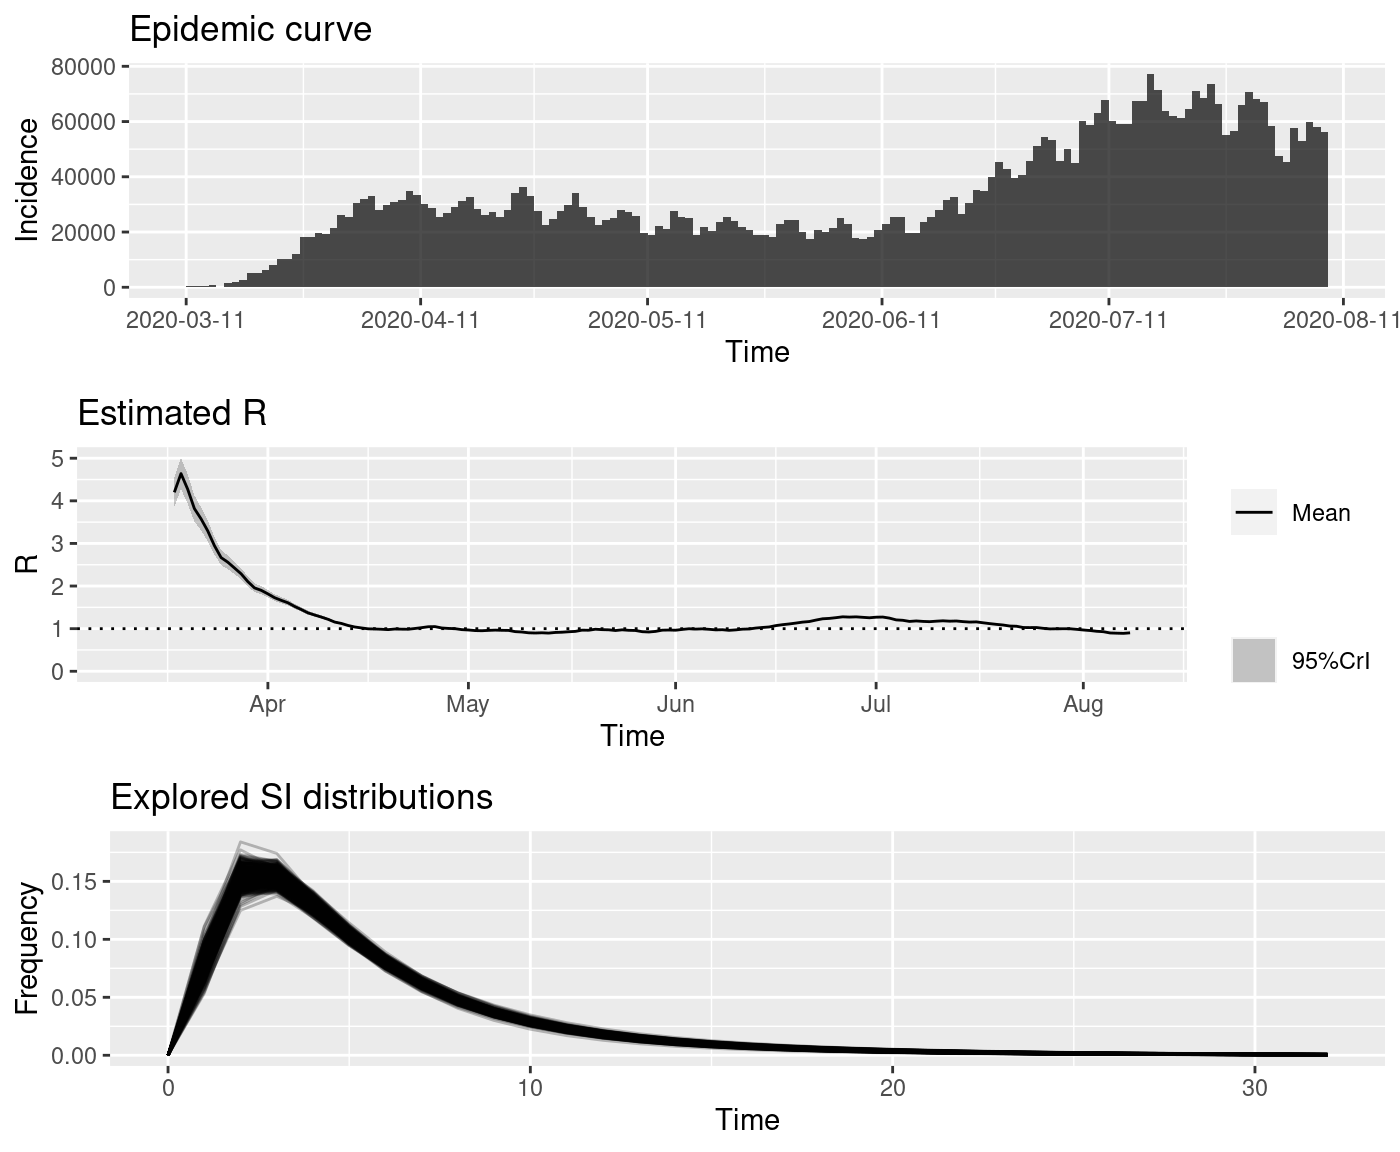 Epidemic curve
80000
60000
40000
20000
0
Incidence
2020-03-11 2020-04-11 2020-05-11 2020-06-11 2020-07-11 2020-08-11
Time
Estimated R
5
4
3
2
1
0
R
Apr May Jun Jul Aug
Time
Mean
95%CrI
Explored SI distributions
0.15
0.10
0.05
0.00
Frequency
0 10 20 30
Time